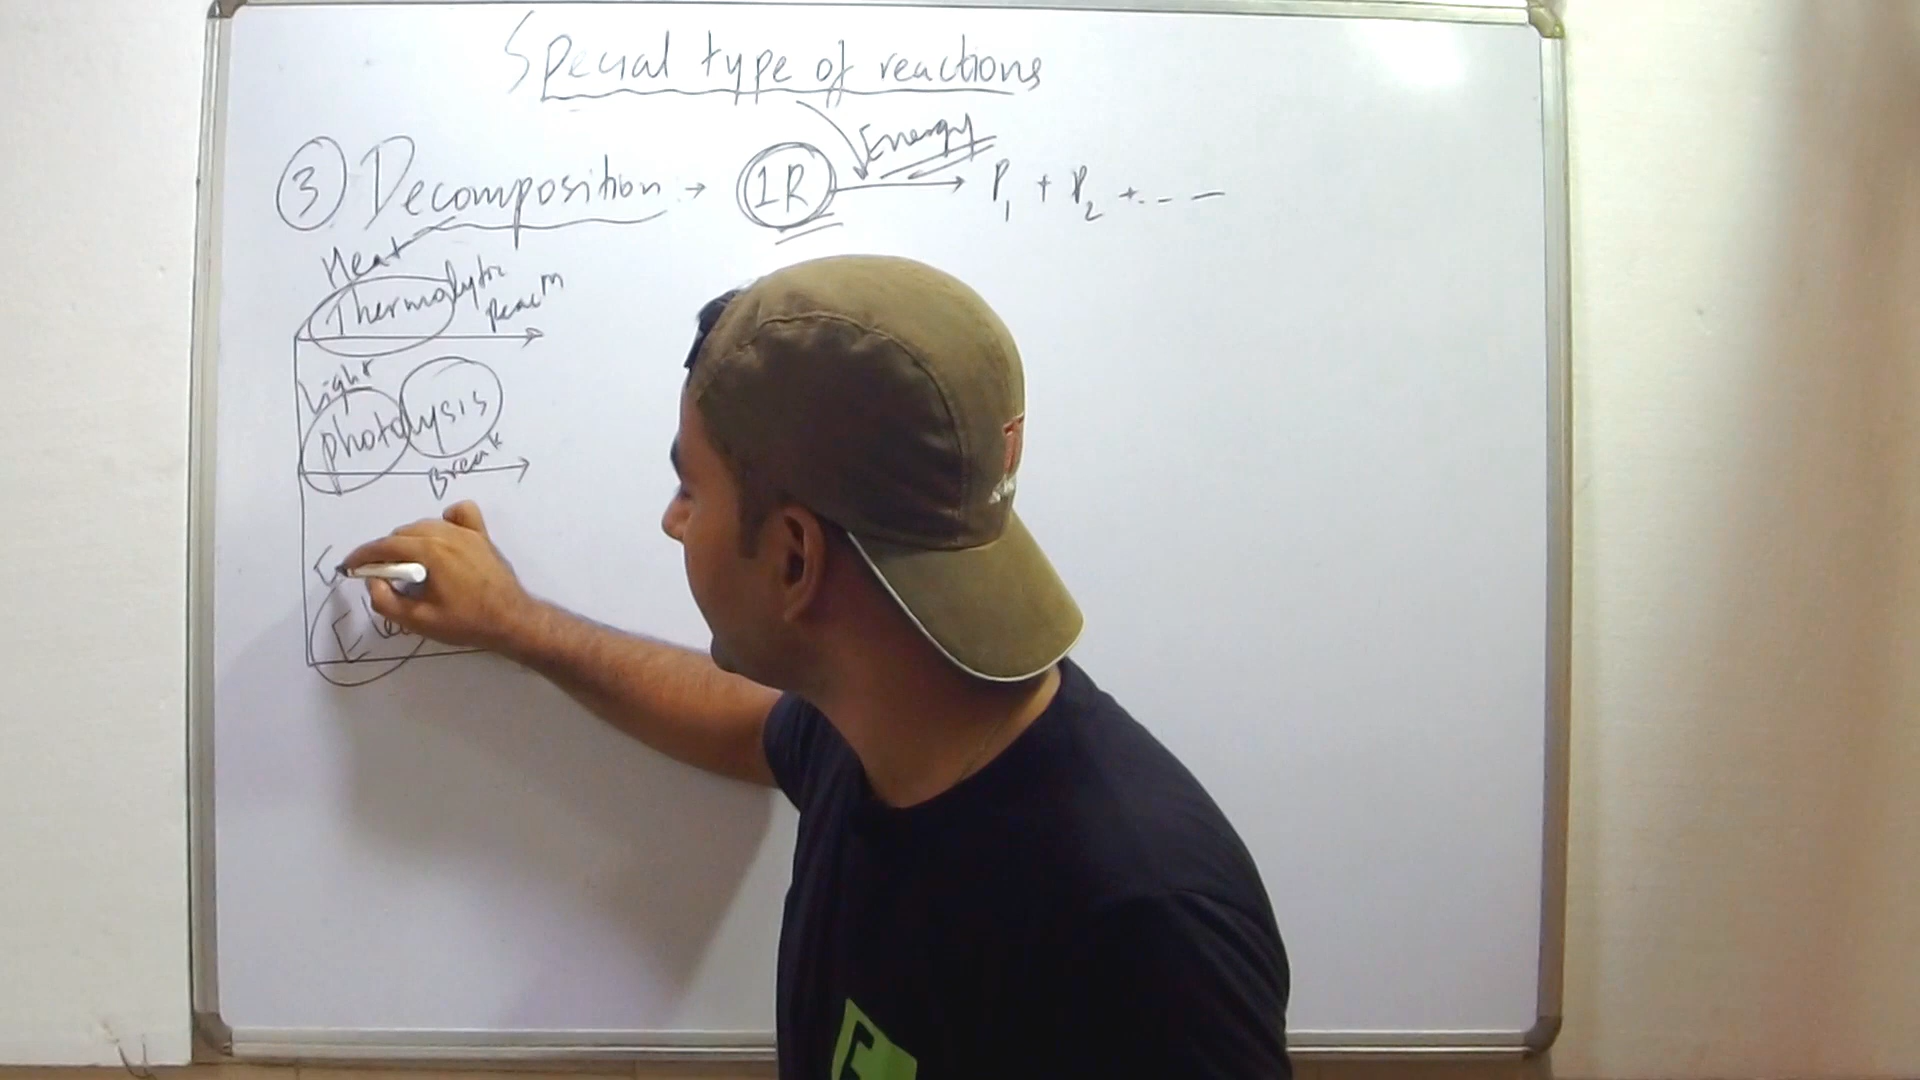 Special type of reactions
Energy
③ Decomposition → 1R → P1 + P2 + - - -
Heat
Thermolytic
Reacⁿ
Light
photolysis
Break